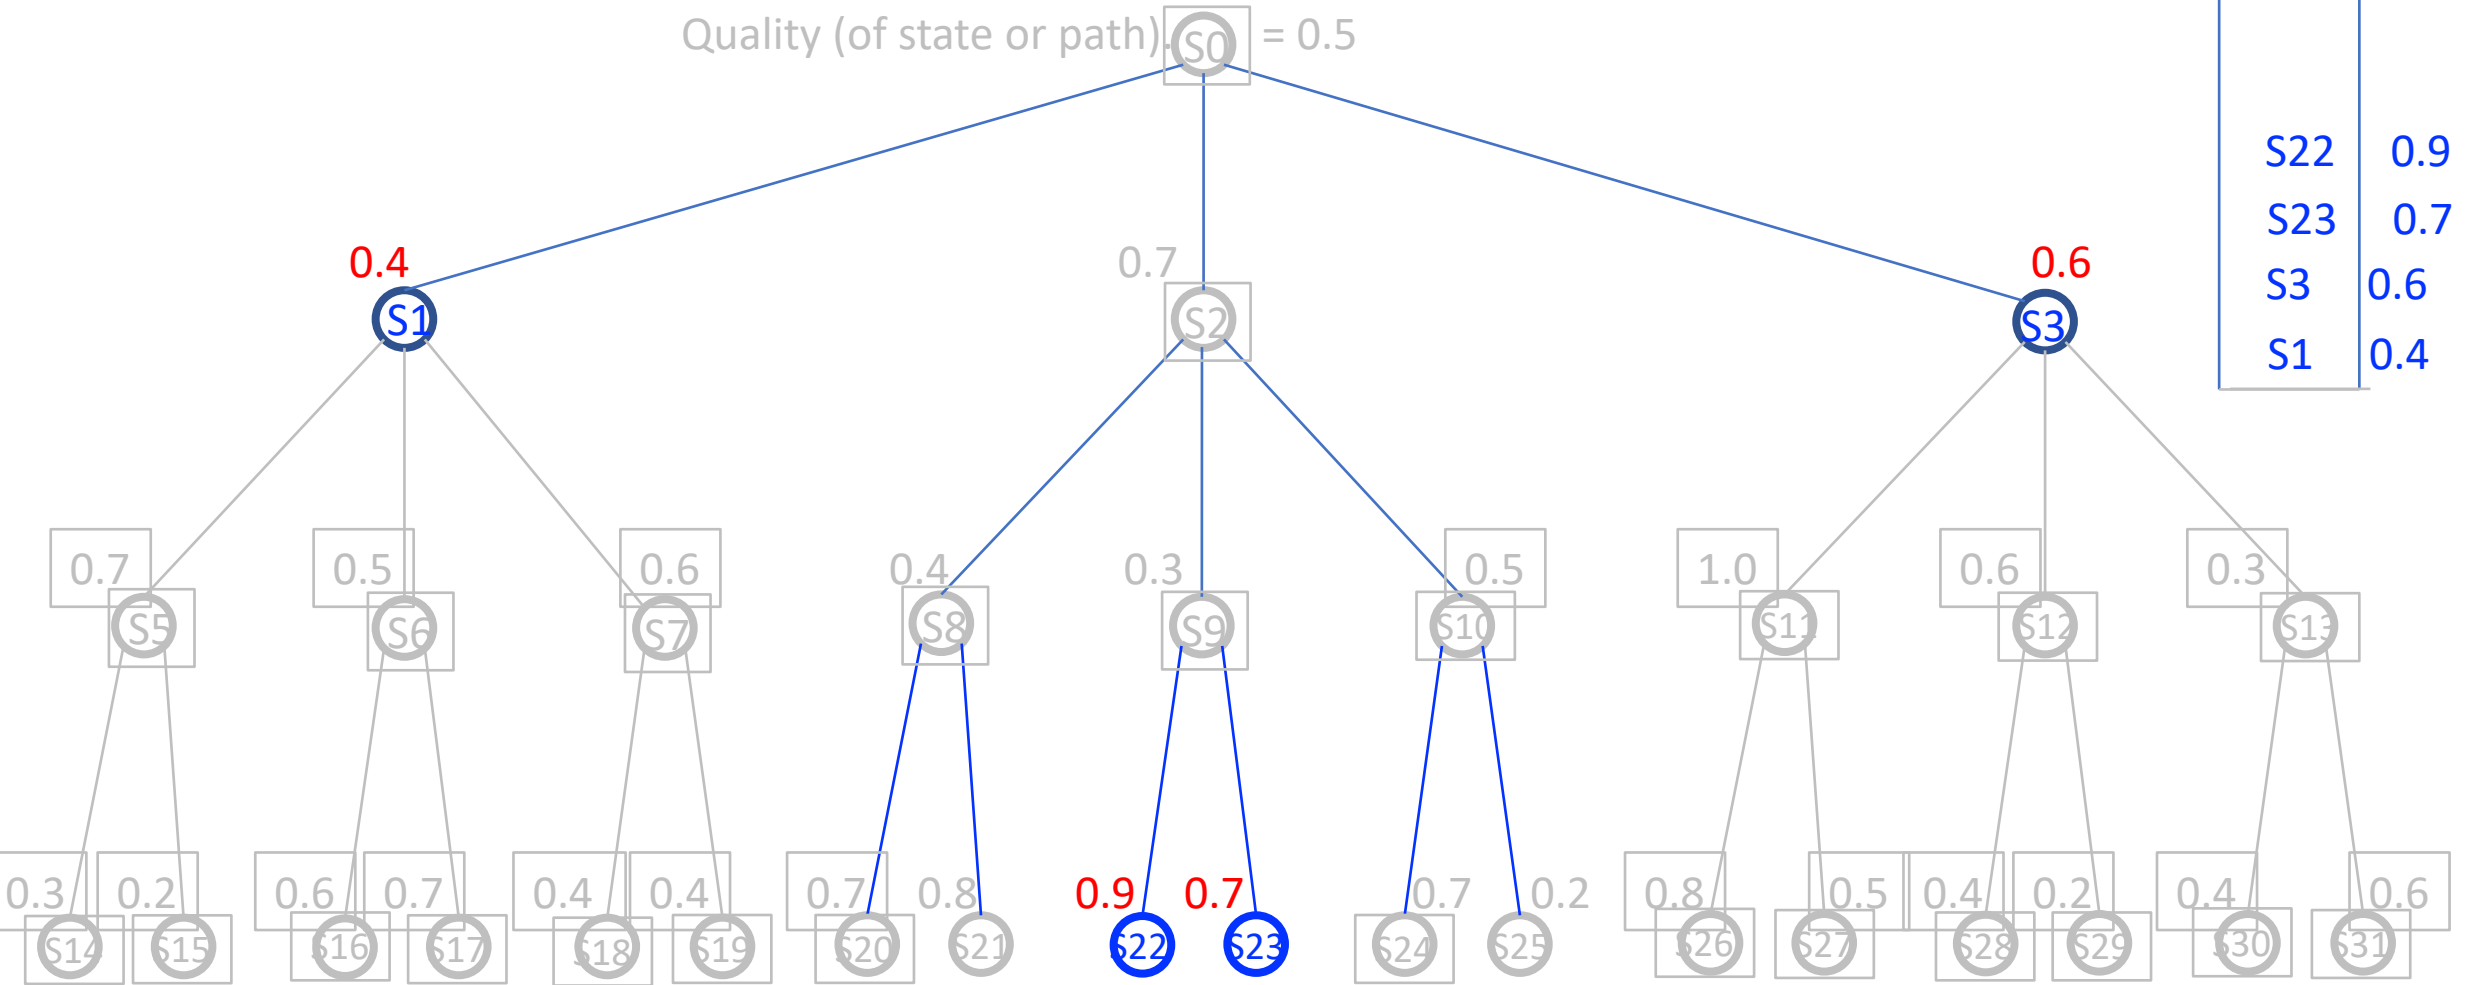 Quality (of state or path).
S0
= 0.5
S22 0.9
S23 0.7
S3 0.6
S1 0.4
0.4
0.7
0.6
S1
S2
S3
0.7
0.5
0.6
0.4
0.3
0.5
1.0
0.6
0.3
S5
S6
S7
S8
S9
S10
S11
S12
S13
0.3
0.2
0.6
0.7
0.4
0.4
0.7
0.8
0.9
0.7
0.7
0.2
0.8
0.5
0.4
0.2
0.4
0.6
S14
S15
S16
S17
S18
S19
S20
S21
S22
S23
S24
S25
S26
S27
S28
S29
S30
S31